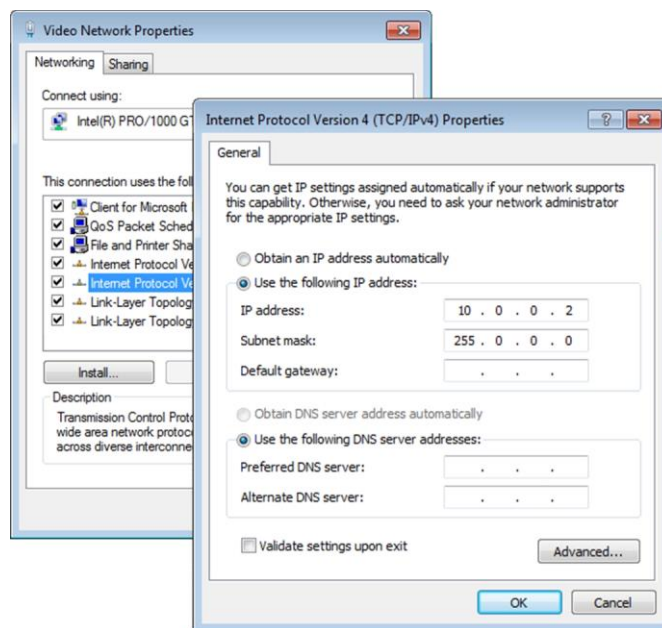 Video Network Properties
Networking
Sharing
Connect using:
Intel(R) PRO/1000 GT
This connection uses the foll
Client for Microsoft
QoS Packet Sched
File and Printer Sha
Internet Protocol Ve
Internet Protocol Ve
Link-Layer Topolog
Link-Layer Topolog
Install...
Description
Transmission Control Proto
wide area network protoc
across diverse interconne
Internet Protocol Version 4 (TCP/IPv4) Properties
General
You can get IP settings assigned automatically if your network supports
this capability. Otherwise, you need to ask your network administrator
for the appropriate IP settings.
Obtain an IP address automatically
Use the following IP address:
IP address: 10 . 0 . 0 . 2
Subnet mask: 255 . 0 . 0 . 0
Default gateway: . . .
Obtain DNS server address automatically
Use the following DNS server addresses:
Preferred DNS server: . . .
Alternate DNS server: . . .
Validate settings upon exit
Advanced...
OK
Cancel